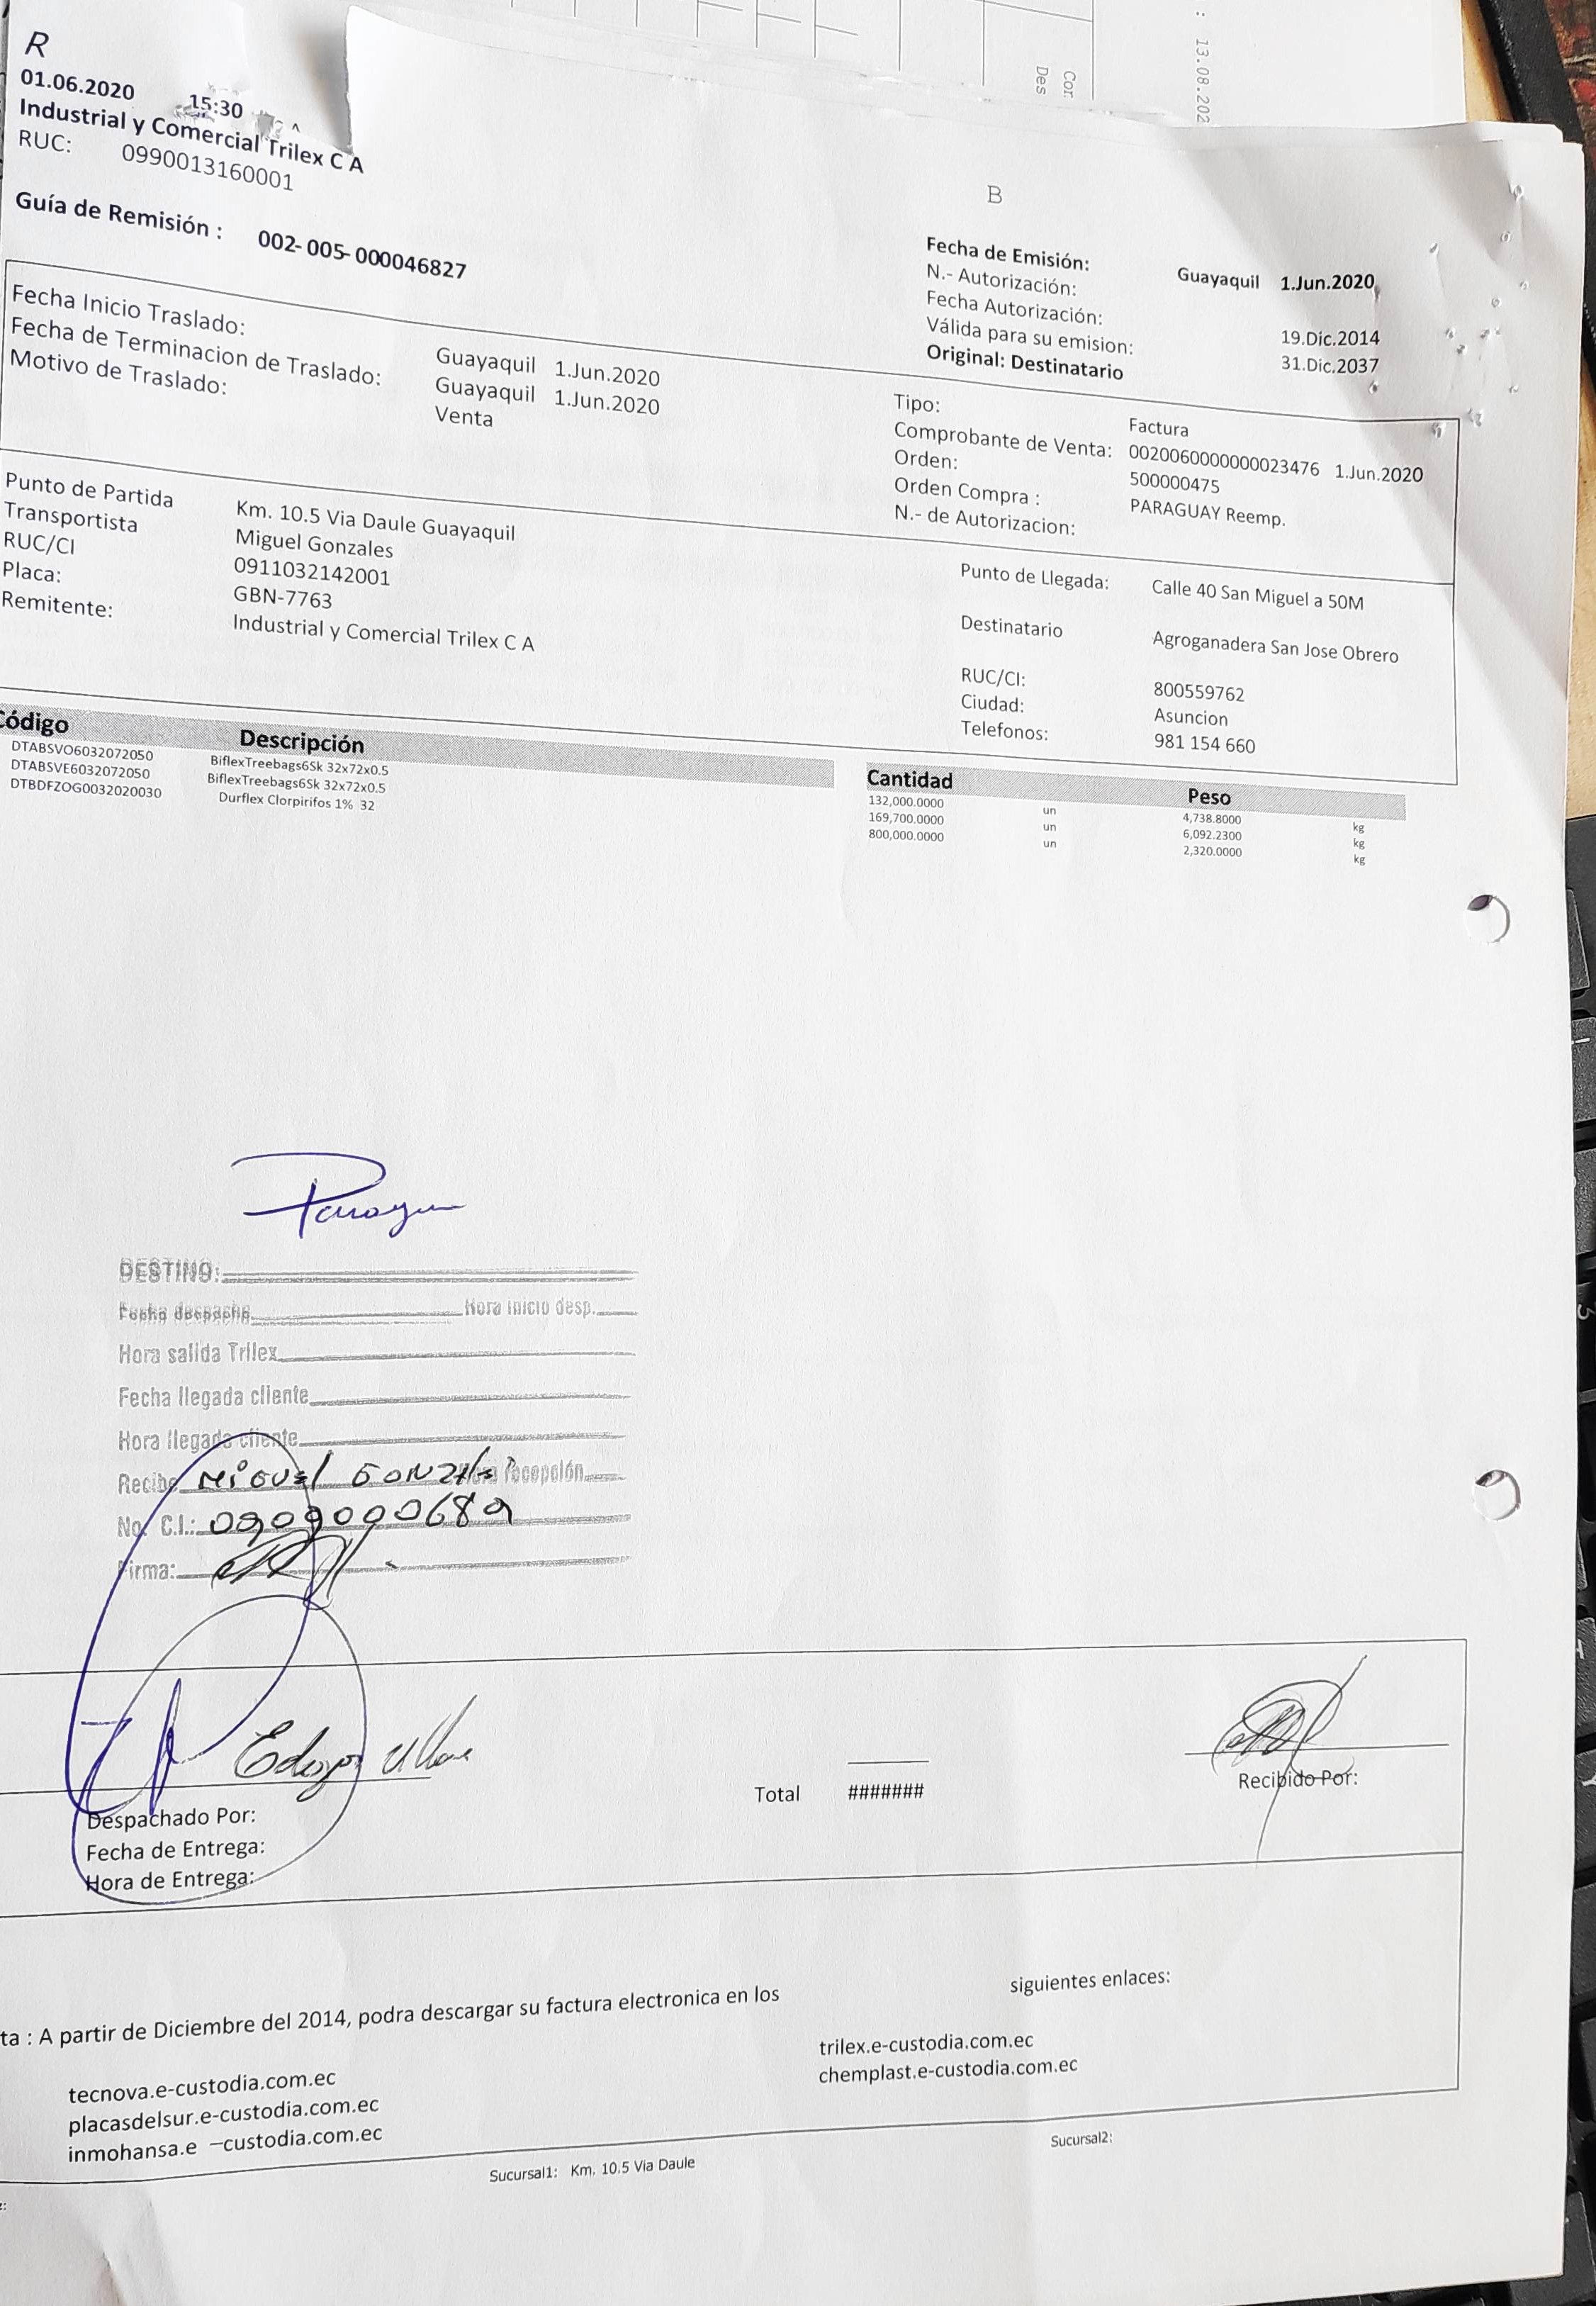 : 13.08.202
Cor
Des
R
01.06.2020 15:30
Industrial y Comercial Trilex C A
RUC: 0990013160001
Guía de Remisión : 002-005-000046827
B
Fecha de Emisión: Guayaquil 1.Jun.2020
N.- Autorización:
Fecha Autorización: 19.Dic.2014
Válida para su emision: 31.Dic.2037
Original: Destinatario
Fecha Inicio Traslado: Guayaquil 1.Jun.2020
Fecha de Terminacion de Traslado: Guayaquil 1.Jun.2020
Motivo de Traslado: Venta
Tipo: Factura
Comprobante de Venta: 0020060000000023476 1.Jun.2020
Orden: 500000475
Orden Compra : PARAGUAY Reemp.
N.- de Autorizacion:
Punto de Partida Km. 10.5 Via Daule Guayaquil
Transportista Miguel Gonzales
RUC/CI 0911032142001
Placa: GBN-7763
Remitente: Industrial y Comercial Trilex C A
Punto de Llegada: Calle 40 San Miguel a 50M
Destinatario Agroganadera San Jose Obrero
RUC/CI: 800559762
Ciudad: Asuncion
Telefonos: 981 154 660
Código Descripción Cantidad Peso
DTABSVO6032072050 BiflexTreebags6Sk 32x72x0.5 132,000.0000 un 4,738.8000 kg
DTABSVE6032072050 BiflexTreebags6Sk 32x72x0.5 169,700.0000 un 6,092.2300 kg
DTBDFZOG0032020030 Durflex Clorpirifos 1% 32 800,000.0000 un 2,320.0000 kg
DESTINO:
Fecha despacho Hora inicio desp.
Hora salida Trilex
Fecha llegada cliente
Hora llegada cliente
Recibe Miguel Hora recepción
No. C.I.: 0909000689
Firma:
Total #######
Recibido Por:
Despachado Por:
Fecha de Entrega:
Hora de Entrega:
ta : A partir de Diciembre del 2014, podra descargar su factura electronica en los siguientes enlaces:
tecnova.e-custodia.com.ec trilex.e-custodia.com.ec
placasdelsur.e-custodia.com.ec chemplast.e-custodia.com.ec
inmohansa.e –custodia.com.ec
Sucursal1: Km. 10.5 Via Daule Sucursal2: